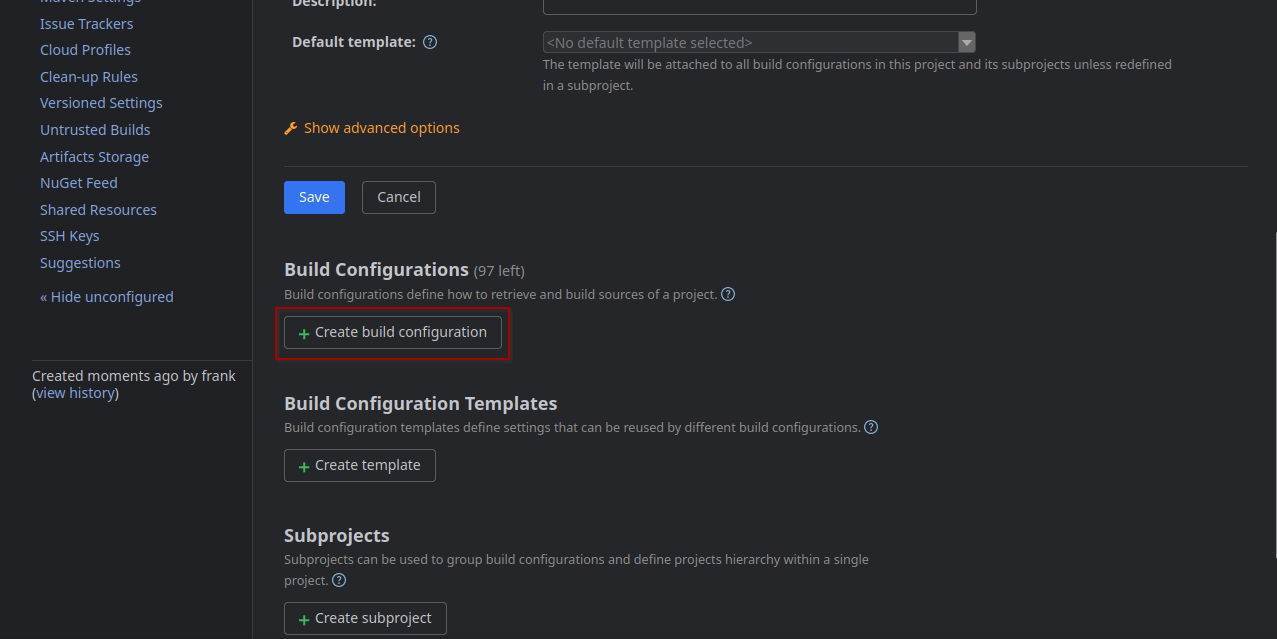 Maven Settings
Issue Trackers
Cloud Profiles
Clean-up Rules
Versioned Settings
Untrusted Builds
Artifacts Storage
NuGet Feed
Shared Resources
SSH Keys
Suggestions
« Hide unconfigured
Created moments ago by frank
(view history)
Description:
Default template: ?
<No default template selected>
The template will be attached to all build configurations in this project and its subprojects unless redefined
in a subproject.
Show advanced options
Save
Cancel
Build Configurations (97 left)
Build configurations define how to retrieve and build sources of a project. ?
+ Create build configuration
Build Configuration Templates
Build configuration templates define settings that can be reused by different build configurations. ?
+ Create template
Subprojects
Subprojects can be used to group build configurations and define projects hierarchy within a single
project. ?
+ Create subproject